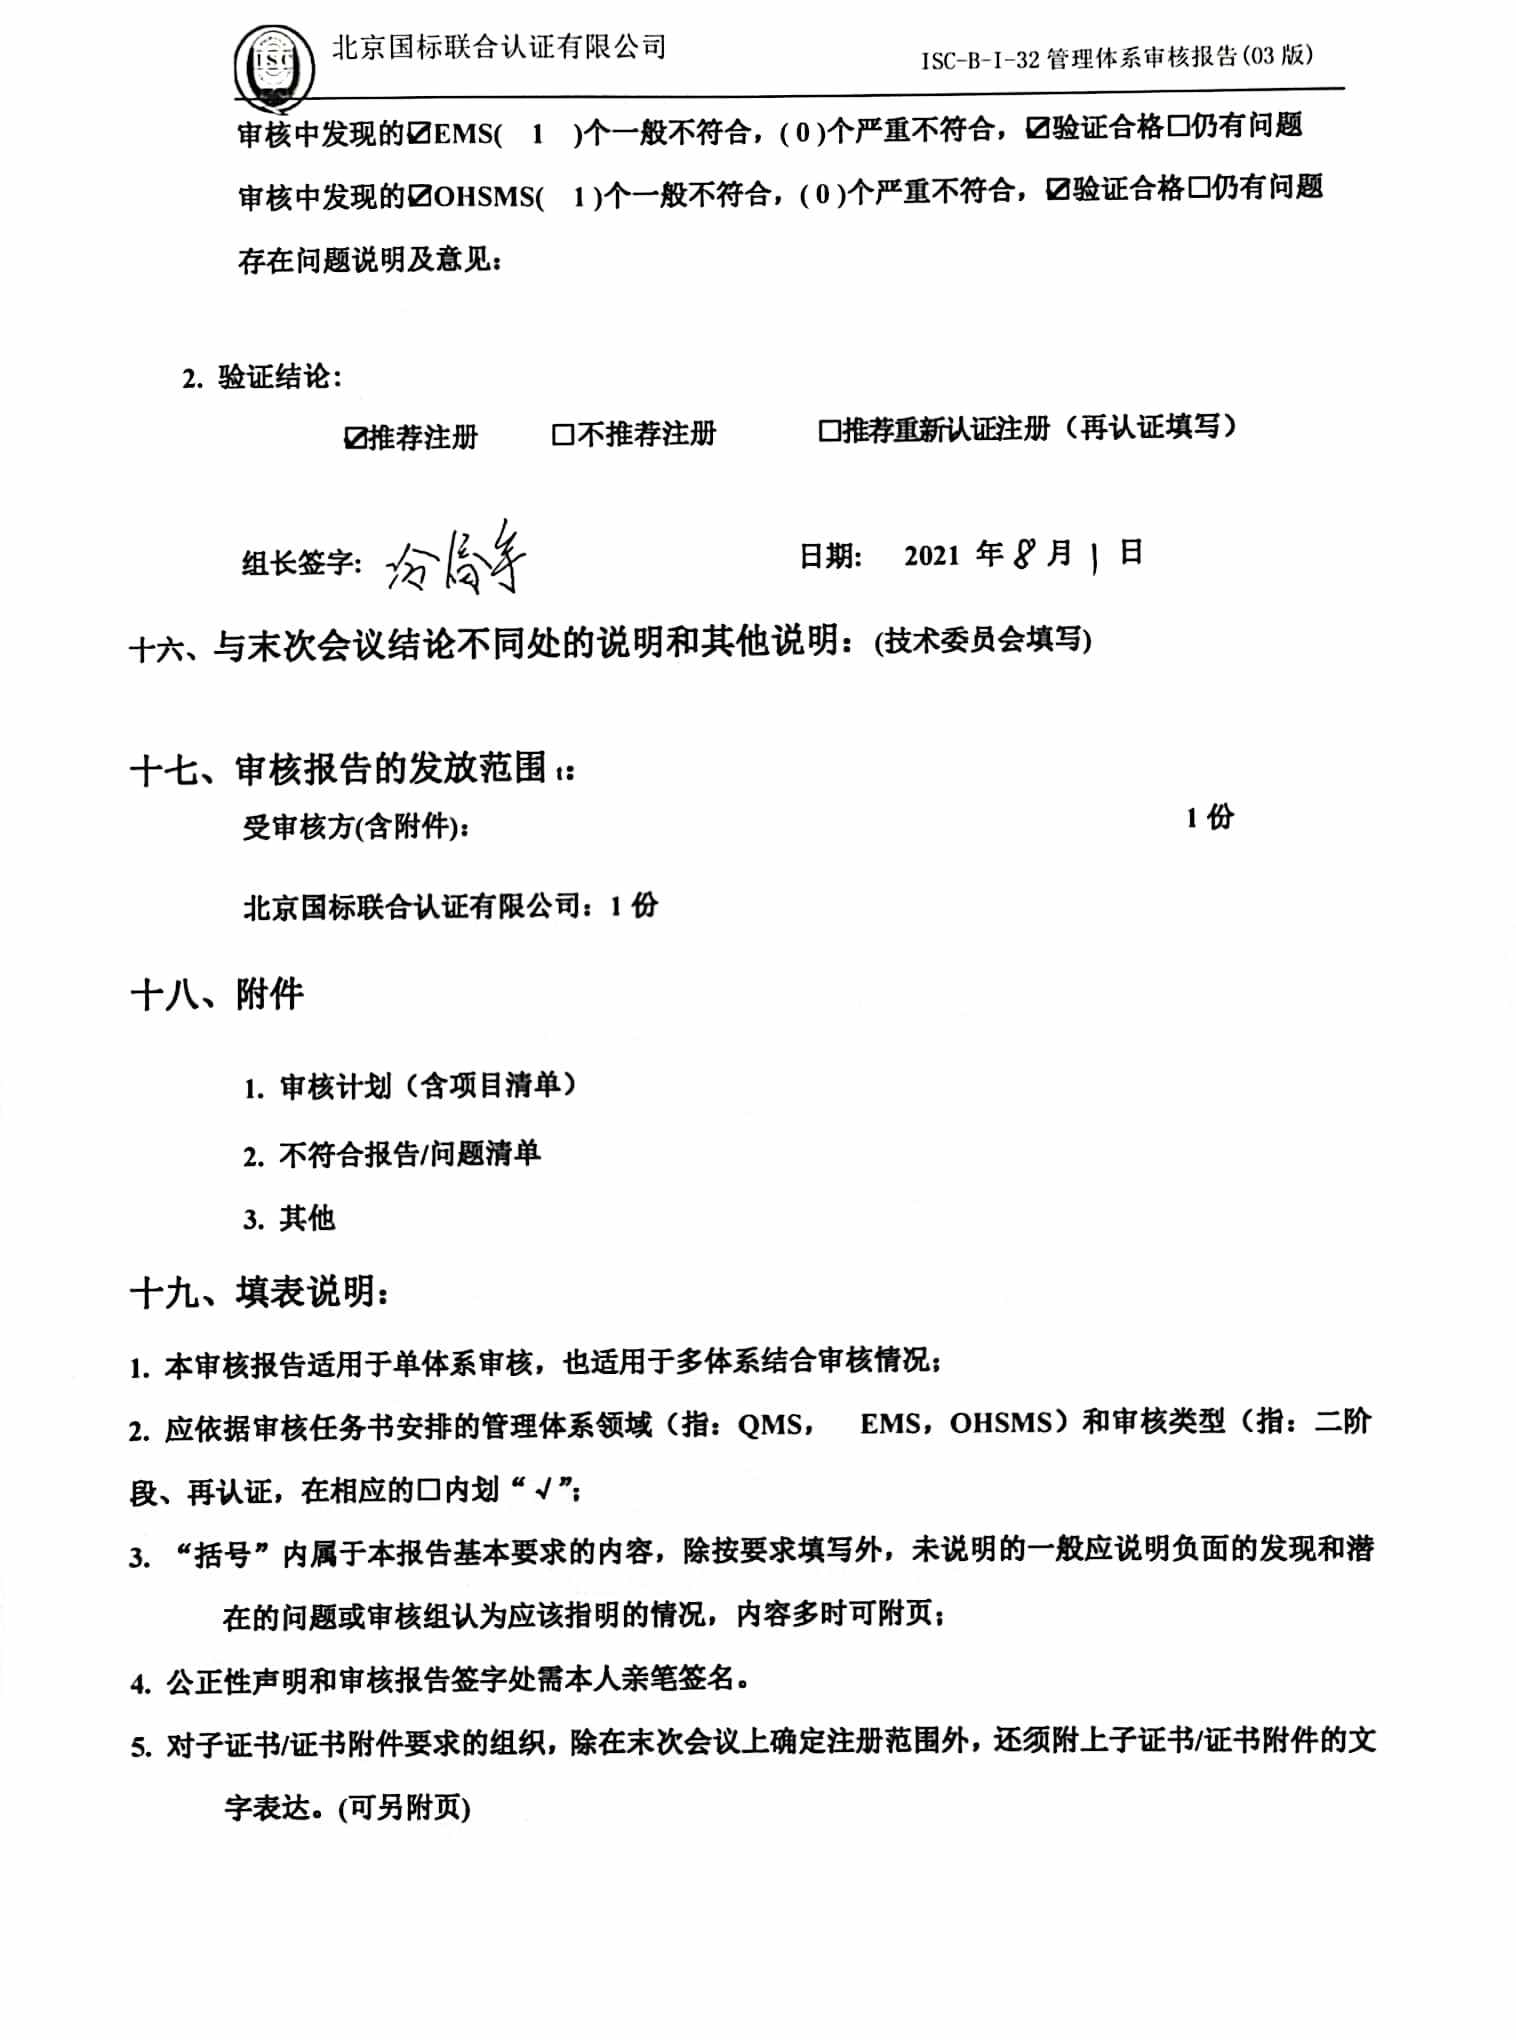 ISC
北京国标联合认证有限公司
ISC-B-I-32 管理体系审核报告(03 版)
审核中发现的☑EMS( 1 )个一般不符合，( 0 )个严重不符合，☑验证合格☐仍有问题
审核中发现的☑OHSMS( 1 )个一般不符合，( 0 )个严重不符合，☑验证合格☐仍有问题
存在问题说明及意见：
2. 验证结论：
☑推荐注册 ☐不推荐注册 ☐推荐重新认证注册（再认证填写）
组长签字: 日期: 2021 年 8 月 1 日
十六、与末次会议结论不同处的说明和其他说明：(技术委员会填写)
十七、审核报告的发放范围 t：
受审核方(含附件)： 1 份
北京国标联合认证有限公司：1 份
十八、附件
1. 审核计划（含项目清单）
2. 不符合报告/问题清单
3. 其他
十九、填表说明：
1. 本审核报告适用于单体系审核，也适用于多体系结合审核情况；
2. 应依据审核任务书安排的管理体系领域（指：QMS， EMS，OHSMS）和审核类型（指：二阶
段、再认证，在相应的口内划“ √ ”；
3. “括号”内属于本报告基本要求的内容，除按要求填写外，未说明的一般应说明负面的发现和潜
在的问题或审核组认为应该指明的情况，内容多时可附页；
4. 公正性声明和审核报告签字处需本人亲笔签名。
5. 对子证书/证书附件要求的组织，除在末次会议上确定注册范围外，还须附上子证书/证书附件的文
字表达。(可另附页)